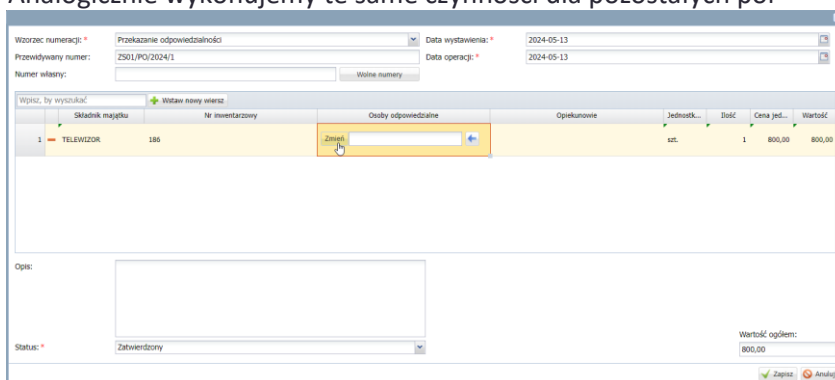 Analogicznie wykonujemy te same czynności dla pozostałych pól
Wzorzec numeracji: * Przekazanie odpowiedzialności Data wystawienia: * 2024-05-13
Przewidywany numer: ZS01/PO/2024/1 Data operacji: * 2024-05-13
Numer własny: Wolne numery
Wpisz, by wyszukać Wstaw nowy wiersz
Składnik majątku Nr inwentarzowy Osoby odpowiedzialne Opiekunowie Jednostk... Ilość Cena jed... Wartość
1 TELEWIZOR 186 Zmień szt. 1 800,00 800,00
Opis:
Wartość ogółem:
Status: * Zatwierdzony 800,00
Zapisz Anuluj